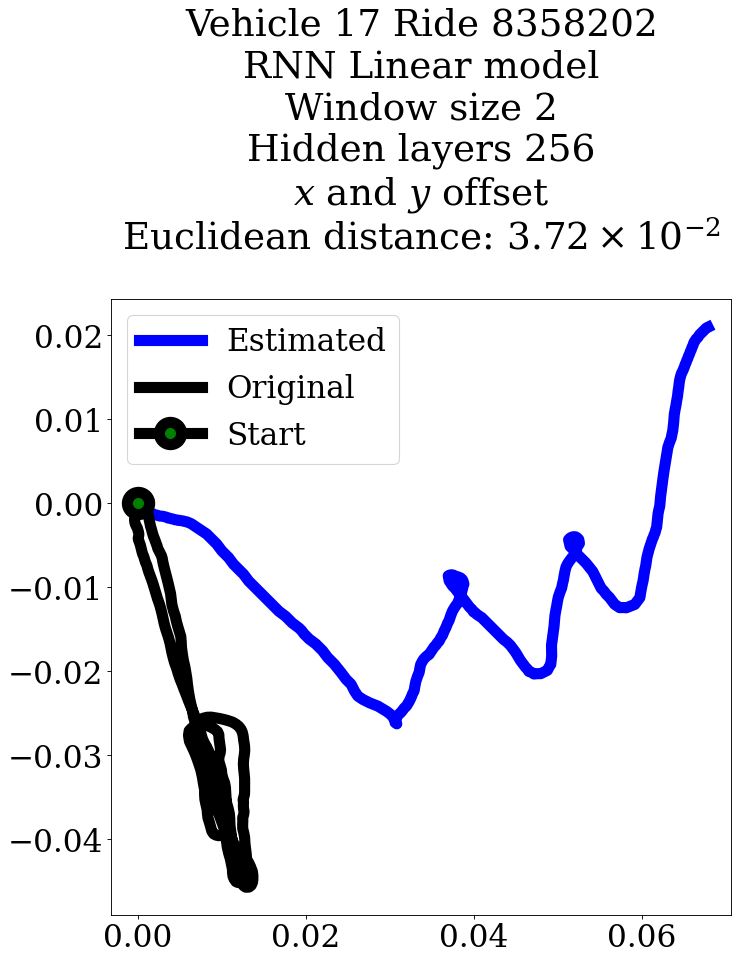 Vehicle 17 Ride 8358202
RNN Linear model
Window size 2
Hidden layers 256
x and y offset
Euclidean distance: 3.72 × 10⁻²
Estimated
Original
Start
0.02
0.01
0.00
−0.01
−0.02
−0.03
−0.04
0.00 0.02 0.04 0.06